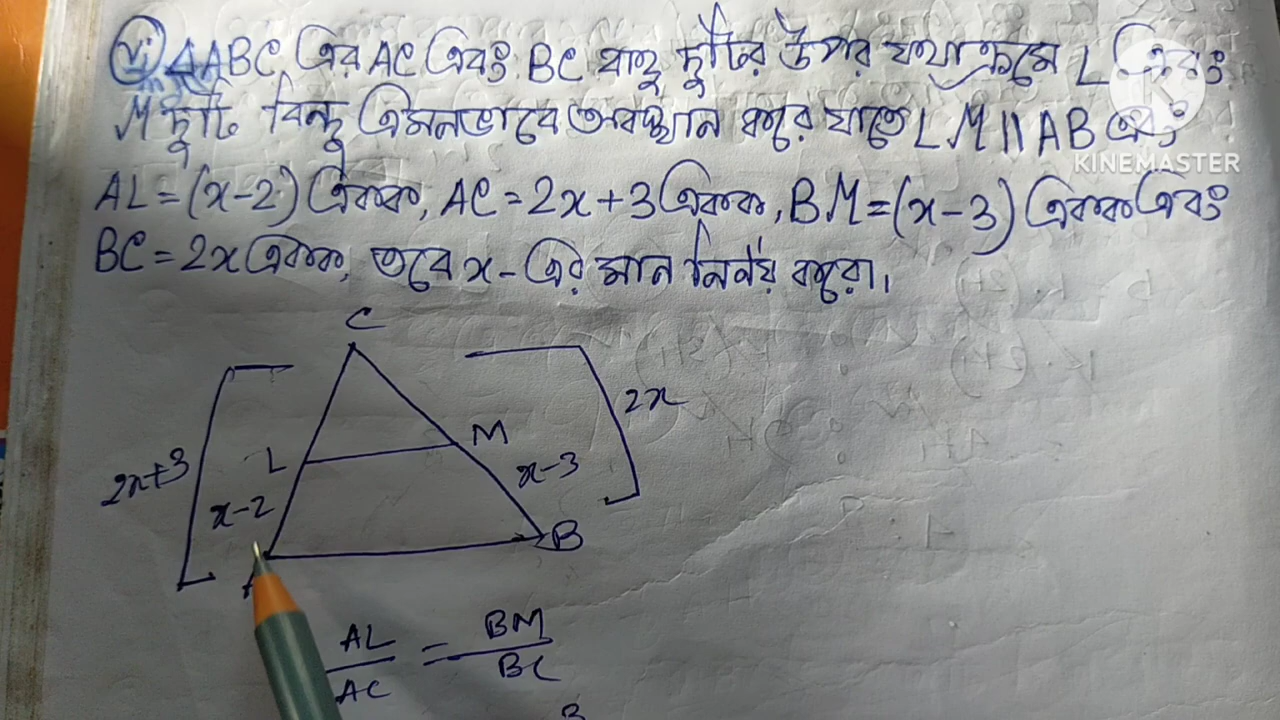 (vi) △ABC এর AC এবং BC বাহু দুটির উপর যথাক্রমে L এবং
M দুটি বিন্দু এমনভাবে অবস্থান করে যাতে LM||AB এবং
KINEMASTER
AL=(x-2) একক, AC=2x+3 একক, BM=(x-3) একক এবং
BC=2x একক, তবে x-এর মান নির্ণয় করো।
C
2x
L
M
2x+3
x-2
x-3
B
AL/AC = BM/BC